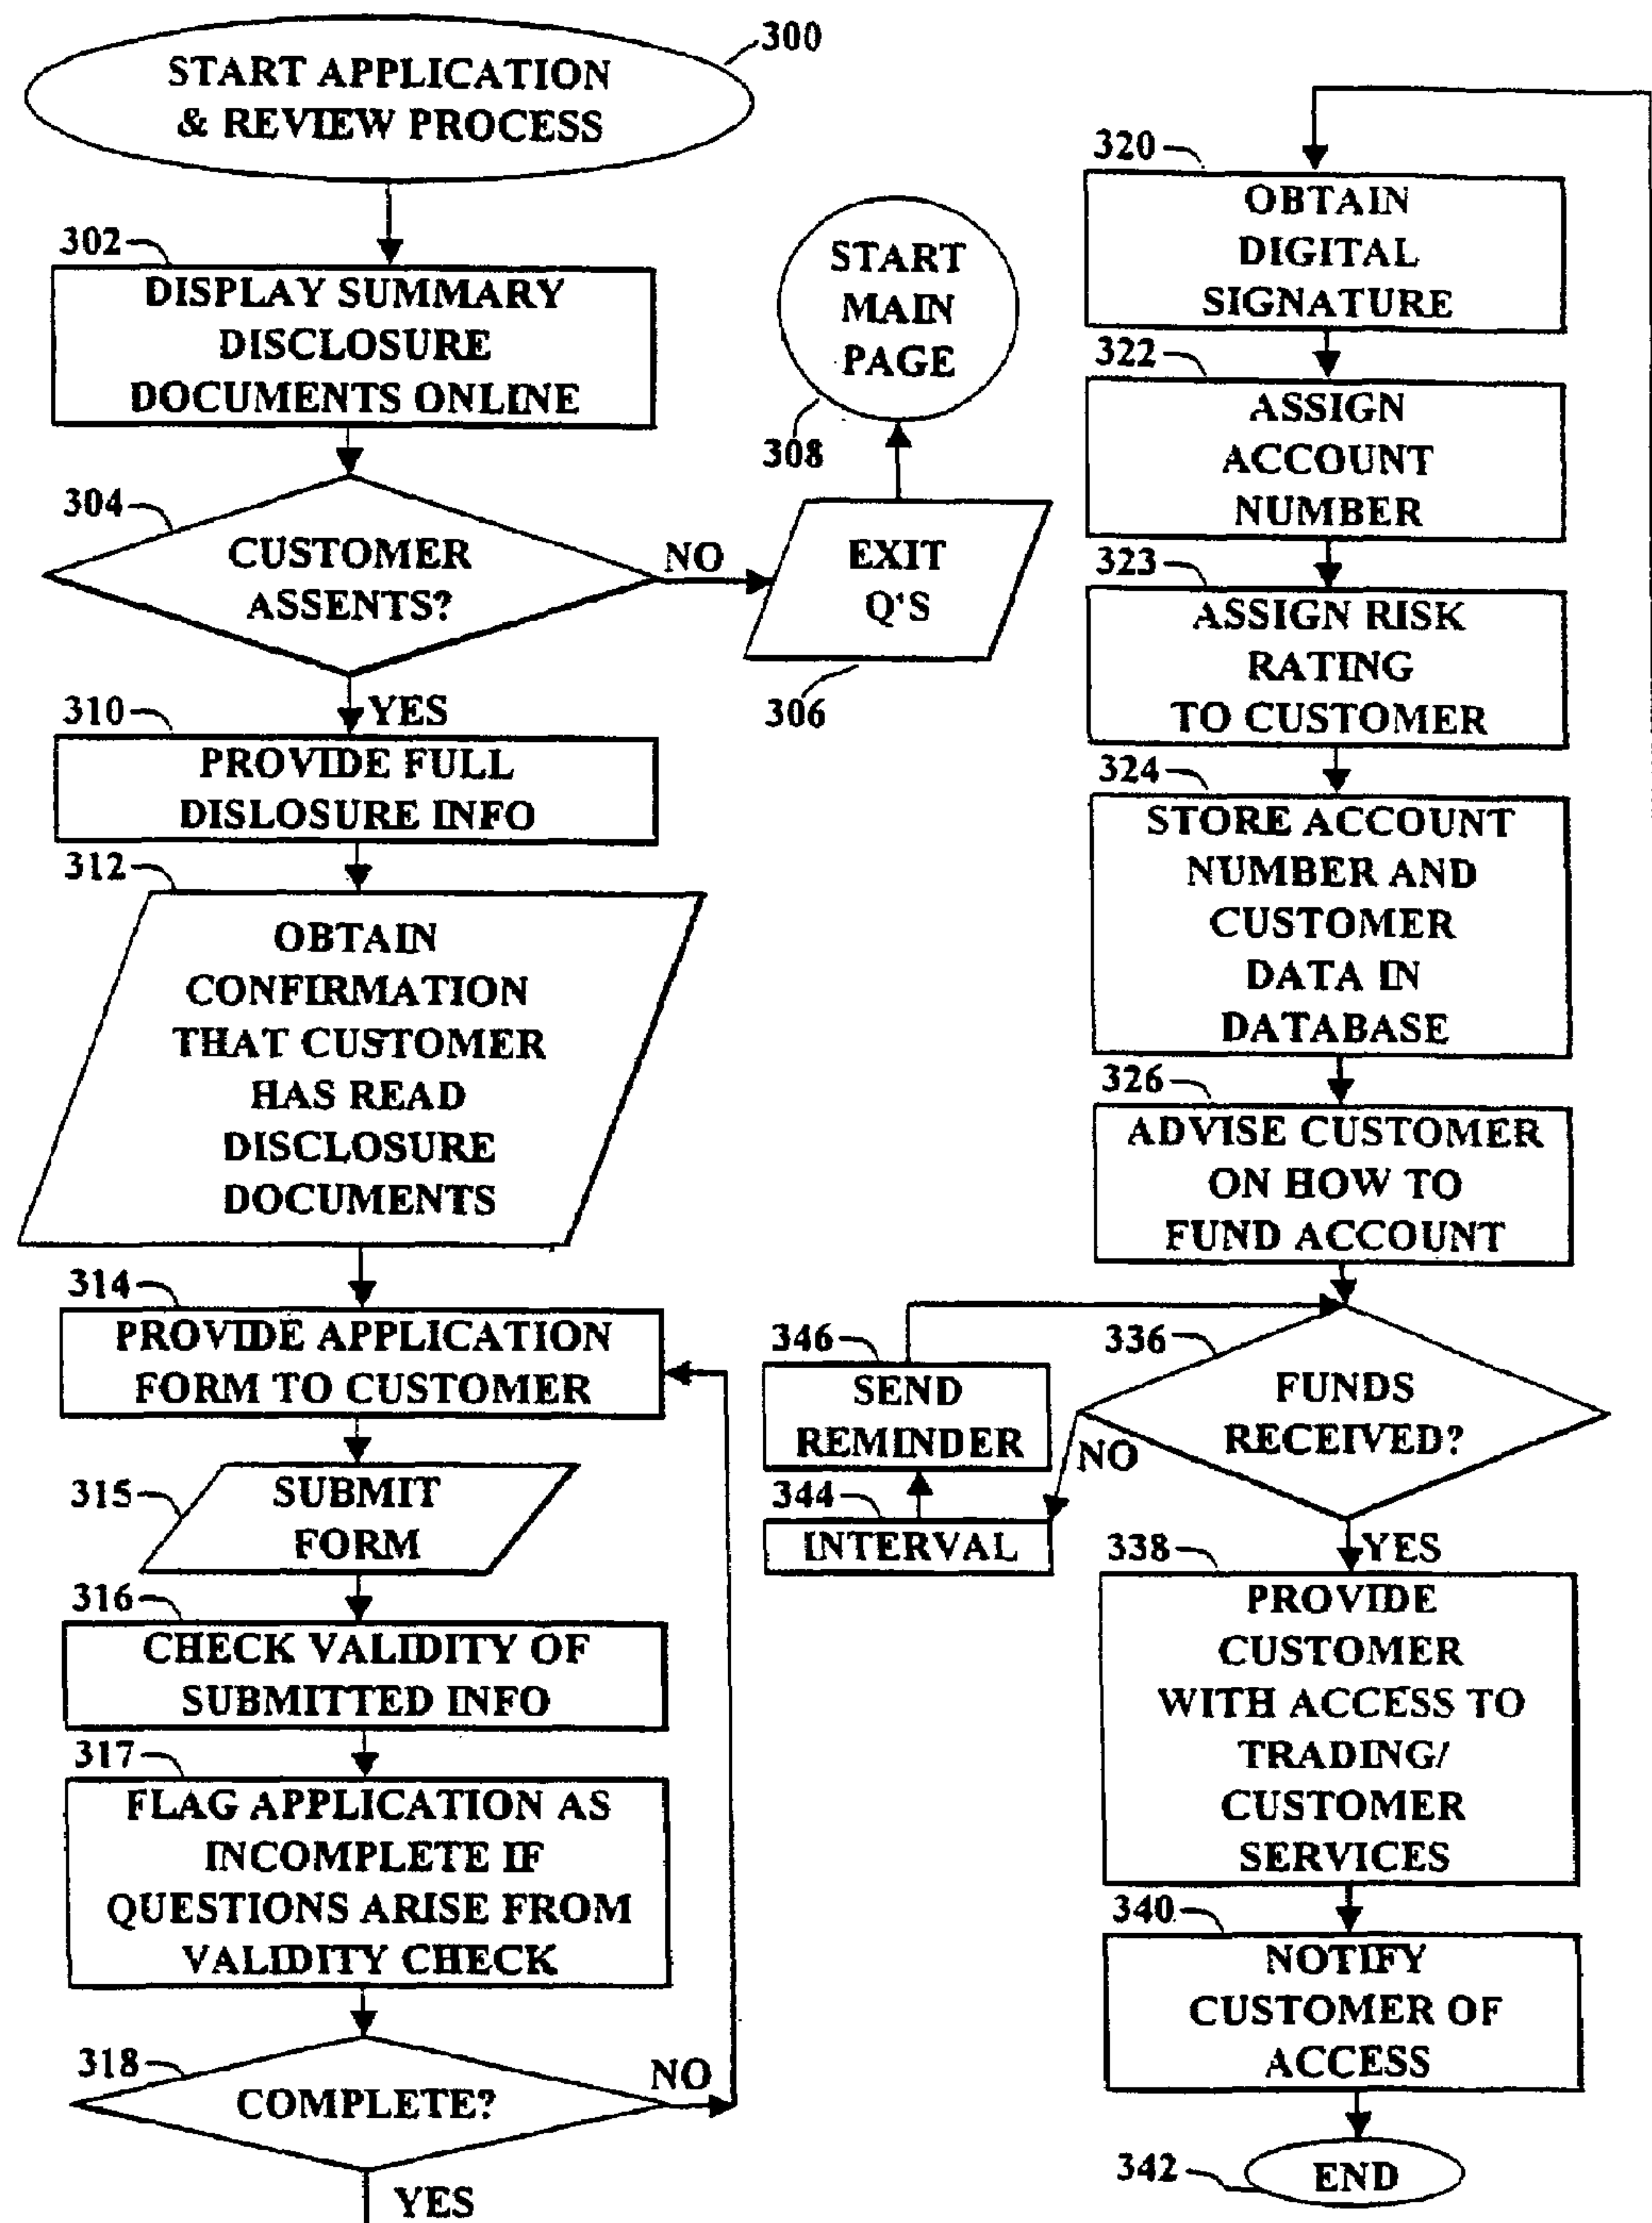 300
START APPLICATION
& REVIEW PROCESS
302
DISPLAY SUMMARY
DISCLOSURE
DOCUMENTS ONLINE
304
CUSTOMER
ASSENTS?
NO
EXIT
Q'S
306
START
MAIN
PAGE
308
YES
310
PROVIDE FULL
DISLOSURE INFO
312
OBTAIN
CONFIRMATION
THAT CUSTOMER
HAS READ
DISCLOSURE
DOCUMENTS
314
PROVIDE APPLICATION
FORM TO CUSTOMER
315
SUBMIT
FORM
316
CHECK VALIDITY OF
SUBMITTED INFO
317
FLAG APPLICATION AS
INCOMPLETE IF
QUESTIONS ARISE FROM
VALIDITY CHECK
318
COMPLETE?
NO
YES
320
OBTAIN
DIGITAL
SIGNATURE
322
ASSIGN
ACCOUNT
NUMBER
323
ASSIGN RISK
RATING
TO CUSTOMER
324
STORE ACCOUNT
NUMBER AND
CUSTOMER
DATA IN
DATABASE
326
ADVISE CUSTOMER
ON HOW TO
FUND ACCOUNT
336
FUNDS
RECEIVED?
NO
344
INTERVAL
346
SEND
REMINDER
YES
338
PROVIDE
CUSTOMER
WITH ACCESS TO
TRADING/
CUSTOMER
SERVICES
340
NOTIFY
CUSTOMER OF
ACCESS
342
END